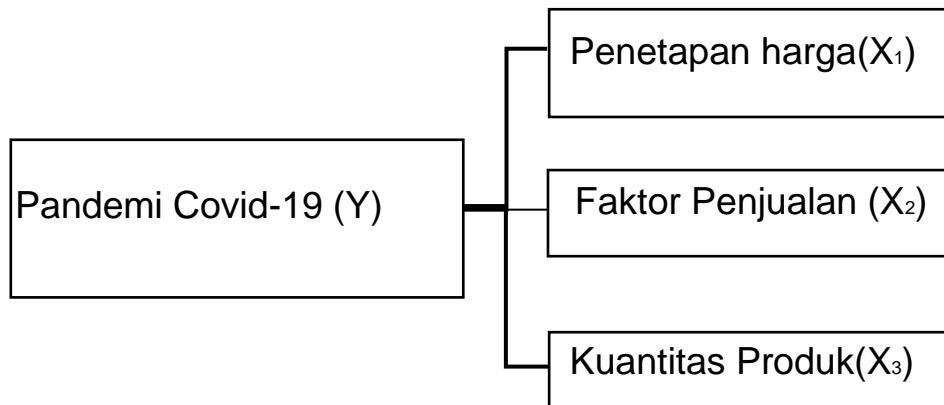 Penetapan harga(X₁)
Pandemi Covid-19 (Y)
Faktor Penjualan (X₂)
Kuantitas Produk(X₃)